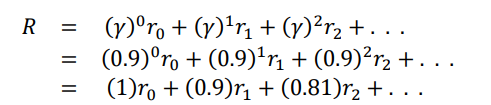 R = (γ)⁰r₀ + (γ)¹r₁ + (γ)²r₂ + . . .
= (0.9)⁰r₀ + (0.9)¹r₁ + (0.9)²r₂ + . . .
= (1)r₀ + (0.9)r₁ + (0.81)r₂ + . . .